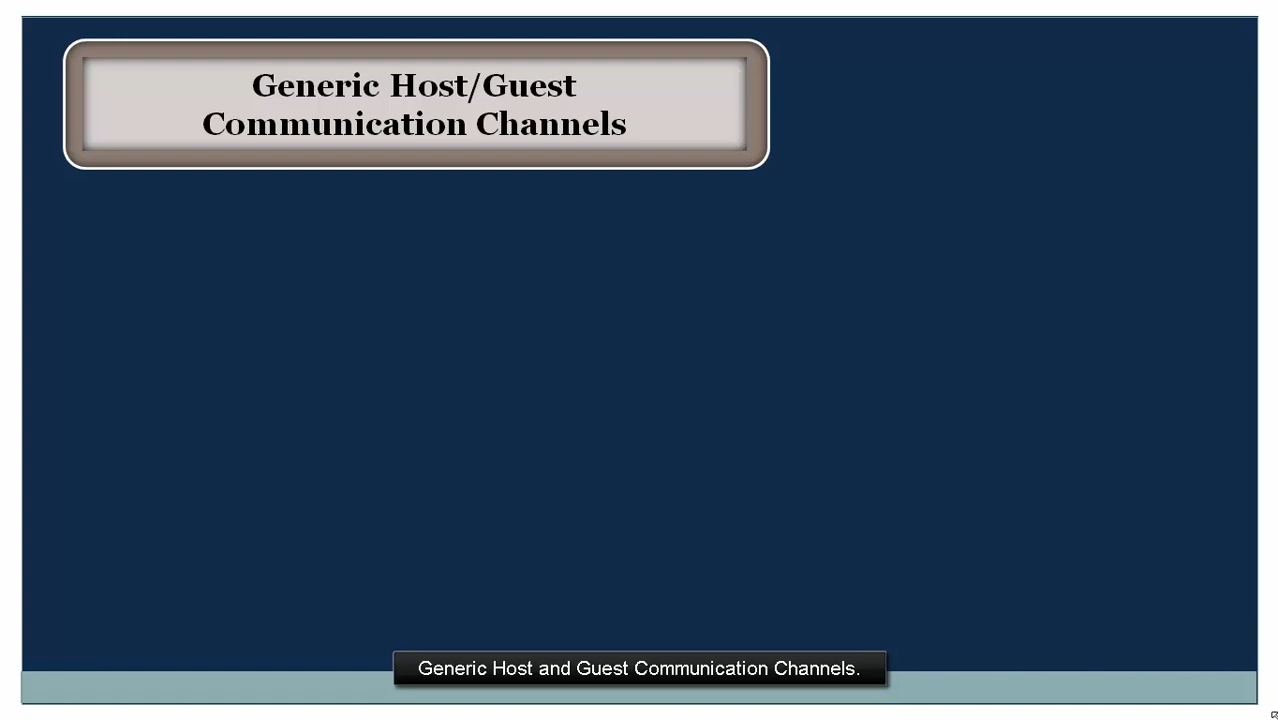 Generic Host/Guest
Communication Channels
Generic Host and Guest Communication Channels.